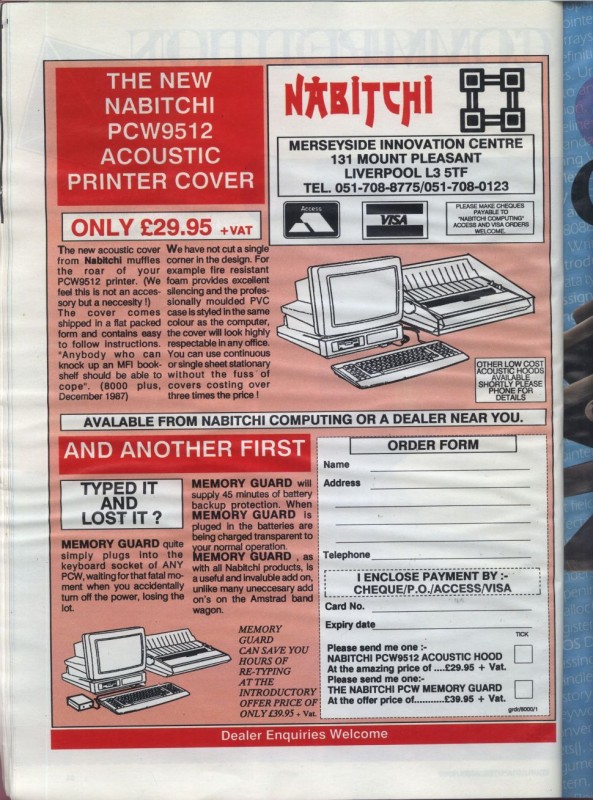 THE NEW
NABITCHI
PCW9512
ACOUSTIC
PRINTER COVER
NABITCHI
MERSEYSIDE INNOVATION CENTRE
131 MOUNT PLEASANT
LIVERPOOL L3 5TF
TEL. 051-708-8775/051-708-0123
Access
VISA
PLEASE MAKE CHEQUES
PAYABLE TO
"NABITCHI COMPUTING"
ACCESS AND VISA ORDERS
WELCOME.
ONLY £29.95 +VAT
The new acoustic cover
from Nabitchi muffles
the roar of your
PCW9512 printer. (We
feel this is not an acces-
sory but a neccesity !)
The cover comes
shipped in a flat packed
form and contains easy
to follow instructions.
"Anybody who can
knock up an MFI book-
shelf should be able to
cope". (8000 plus,
December 1987)
We have not cut a single
corner in the design. For
example fire resistant
foam provides excellent
silencing and the profes-
sionally moulded PVC
case is styled in the same
colour as the computer,
the cover will look highly
respectable in any office.
You can use continuous
or single sheet stationary
without the fuss of
covers costing over
three times the price !
OTHER LOW COST
ACOUSTIC HOODS
AVAILABLE
SHORTLY PLEASE
PHONE FOR
DETAILS
AVALABLE FROM NABITCHI COMPUTING OR A DEALER NEAR YOU.
AND ANOTHER FIRST
TYPED IT
AND
LOST IT ?
MEMORY GUARD quite
simply plugs into the
keyboard socket of ANY
PCW, waiting for that fatal mo-
ment when you accidentally
turn off the power, losing the
lot.
MEMORY GUARD will
supply 45 minutes of battery
backup protection. When
MEMORY GUARD is
pluged in the batteries are
being charged transparent to
your normal operation.
MEMORY GUARD , as
with all Nabitchi products, is
a useful and invaluble add on,
unlike many uneccesary add
on's on the Amstrad band
wagon.
MEMORY
GUARD
CAN SAVE YOU
HOURS OF
RE-TYPING
AT THE
INTRODUCTORY
OFFER PRICE OF
ONLY £39.95 + Vat.
ORDER FORM
Name
Address
Telephone
I ENCLOSE PAYMENT BY :-
CHEQUE/P.O./ACCESS/VISA
Card No.
Expiry date
TICK
Please send me one :-
NABITCHI PCW9512 ACOUSTIC HOOD
At the amazing price of ....£29.95 + Vat.
Please send me one:-
THE NABITCHI PCW MEMORY GUARD
At the offer price of...........£39.95 + Vat.
grdr/8000/1
Dealer Enquiries Welcome